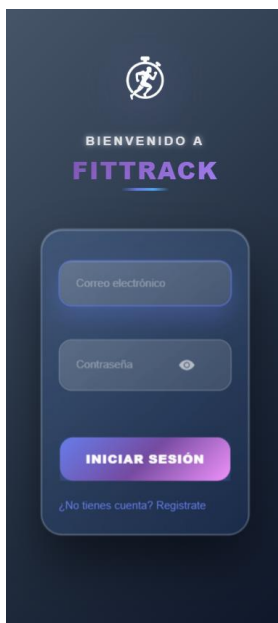 BIENVENIDO A
FITTRACK
Correo electrónico
Contraseña
INICIAR SESIÓN
¿No tienes cuenta? Registrate